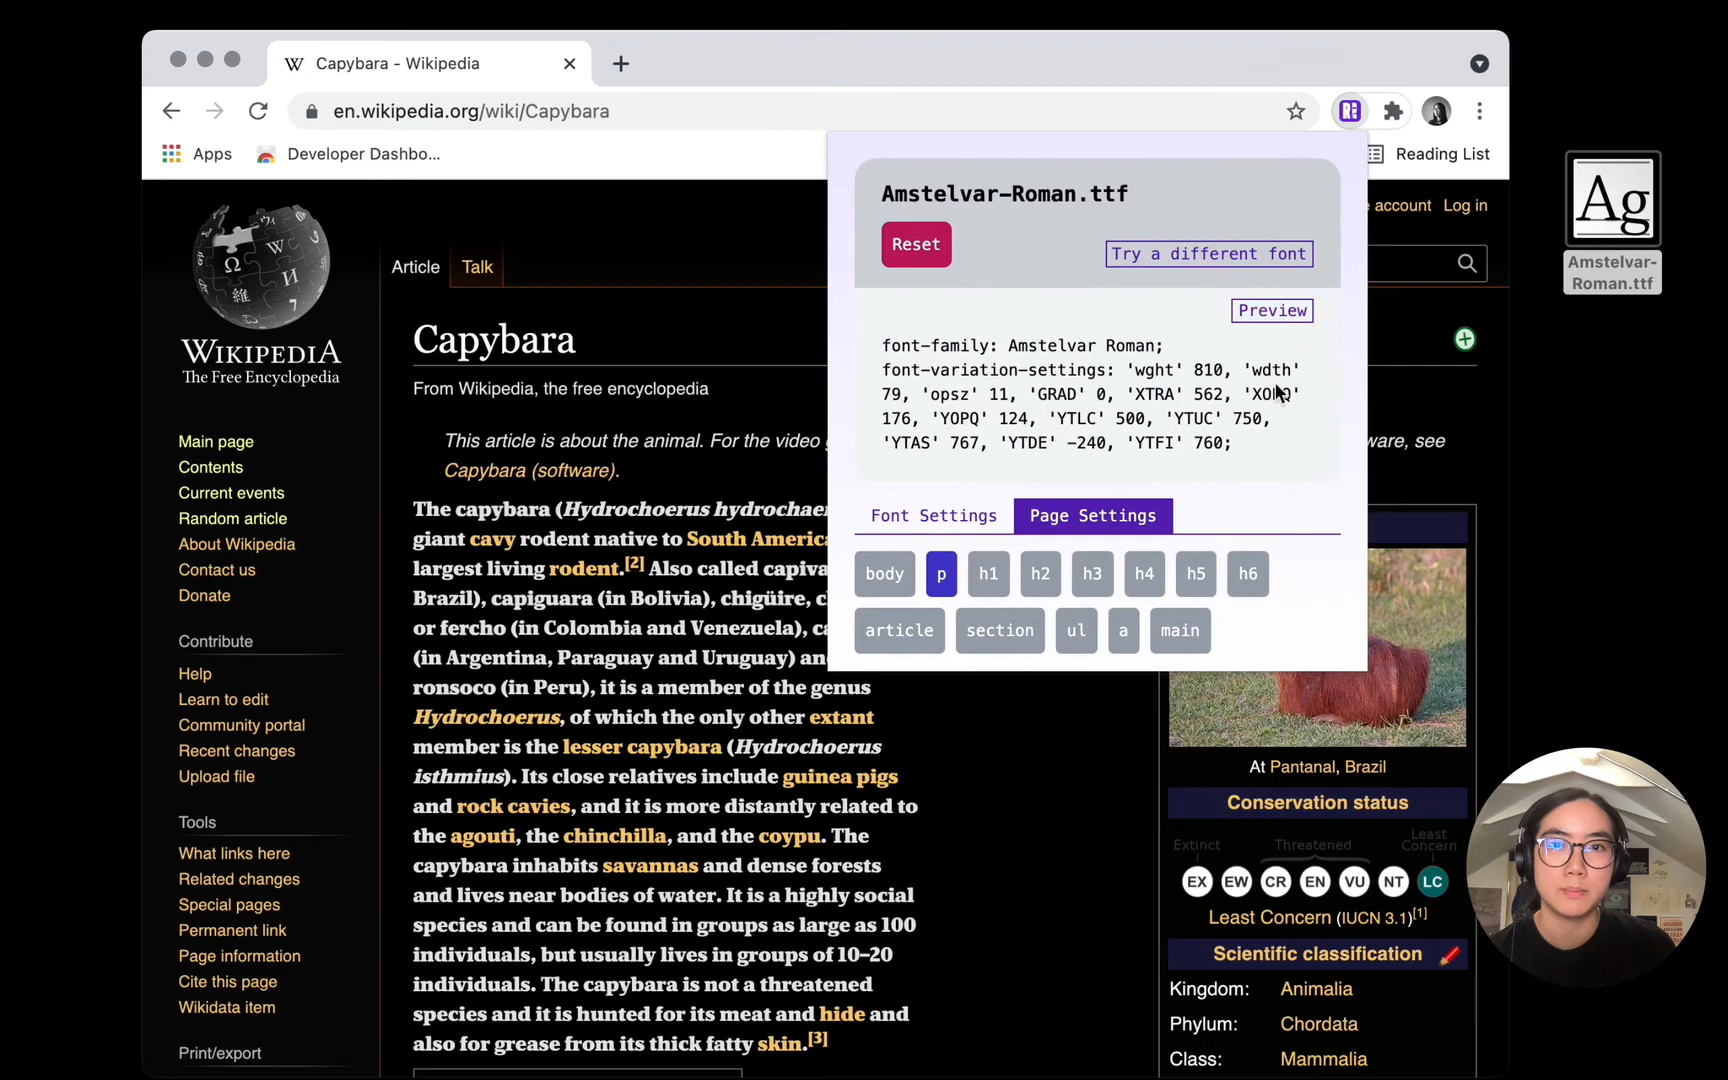 Capybara - Wikipedia
en.wikipedia.org/wiki/Capybara
Apps
Developer Dashbo...
Reading List
account
Log in
Ag
Amstelvar-
Roman.ttf
WIKIPEDIA
The Free Encyclopedia
Main page
Contents
Current events
Random article
About Wikipedia
Contact us
Donate
Contribute
Help
Learn to edit
Community portal
Recent changes
Upload file
Tools
What links here
Related changes
Special pages
Permanent link
Page information
Cite this page
Wikidata item
Print/export
Article
Talk
Capybara
From Wikipedia, the free encyclopedia
This article is about the animal. For the video
ware, see
Capybara (software).
The capybara (Hydrochoerus hydrochaer
giant cavy rodent native to South America
largest living rodent.[2] Also called capiva
Brazil), capiguara (in Bolivia), chigüire, c
or fercho (in Colombia and Venezuela), ca
(in Argentina, Paraguay and Uruguay) an
ronsoco (in Peru), it is a member of the genus
Hydrochoerus, of which the only other extant
member is the lesser capybara (Hydrochoerus
isthmius). Its close relatives include guinea pigs
and rock cavies, and it is more distantly related to
the agouti, the chinchilla, and the coypu. The
capybara inhabits savannas and dense forests
and lives near bodies of water. It is a highly social
species and can be found in groups as large as 100
individuals, but usually lives in groups of 10–20
individuals. The capybara is not a threatened
species and it is hunted for its meat and hide and
also for grease from its thick fatty skin.[3]
Amstelvar-Roman.ttf
Reset
Try a different font
Preview
font-family: Amstelvar Roman;
font-variation-settings: 'wght' 810, 'wdth'
79, 'opsz' 11, 'GRAD' 0, 'XTRA' 562, 'XOPQ'
176, 'YOPQ' 124, 'YTLC' 500, 'YTUC' 750,
'YTAS' 767, 'YTDE' -240, 'YTFI' 760;
Font Settings
Page Settings
body
p
h1
h2
h3
h4
h5
h6
article
section
ul
a
main
At Pantanal, Brazil
Conservation status
Extinct
Threatened
Least
Concern
EX
EW
CR
EN
VU
NT
LC
Least Concern (IUCN 3.1)[1]
Scientific classification
Kingdom: Animalia
Phylum: Chordata
Class: Mammalia